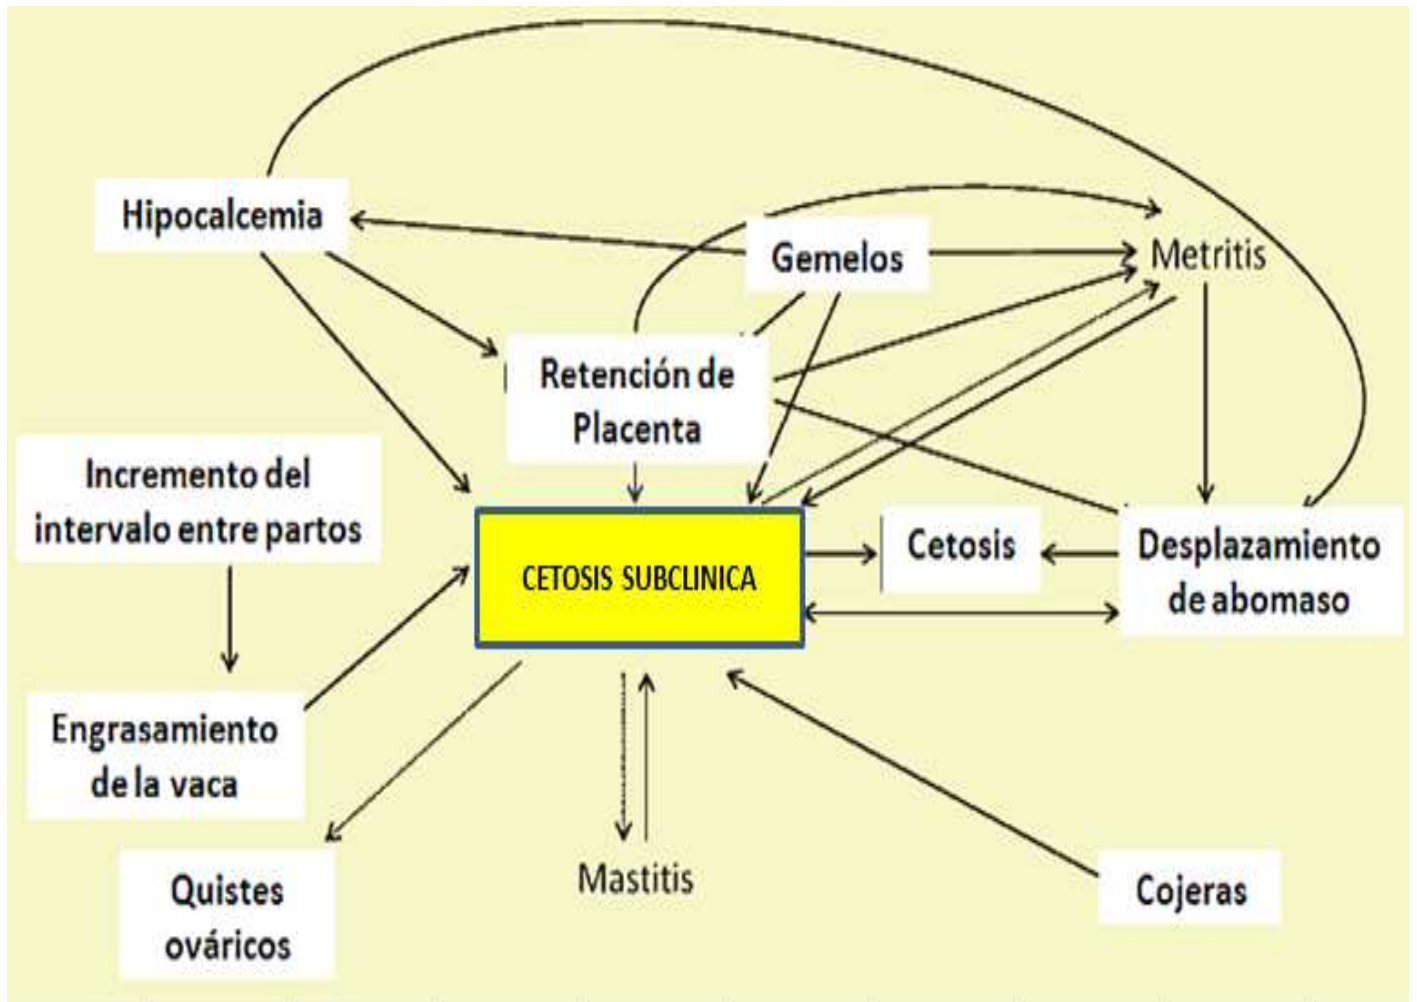 Hipocalcemia
Gemelos
Metritis
Retención de
Placenta
Incremento del
intervalo entre partos
CETOSIS SUBCLINICA
Cetosis
Desplazamiento
de abomaso
Engrasamiento
de la vaca
Quistes
ováricos
Mastitis
Cojeras